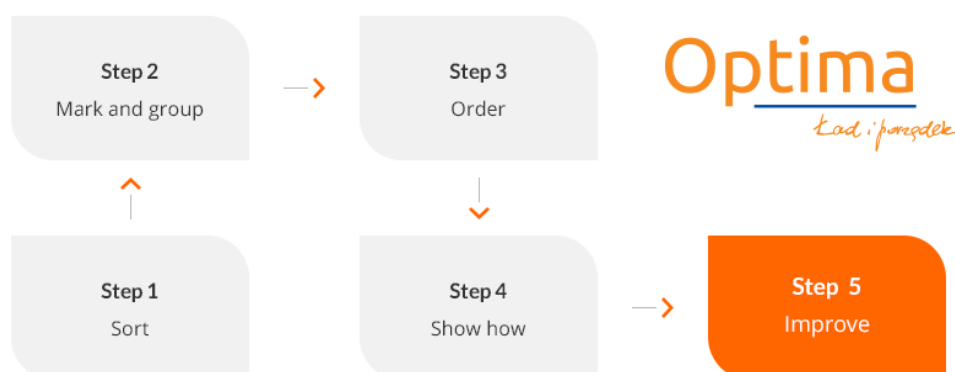 Optima
Ład i porządek
Step 1
Sort
Step 2
Mark and group
Step 3
Order
Step 4
Show how
Step 5
Improve